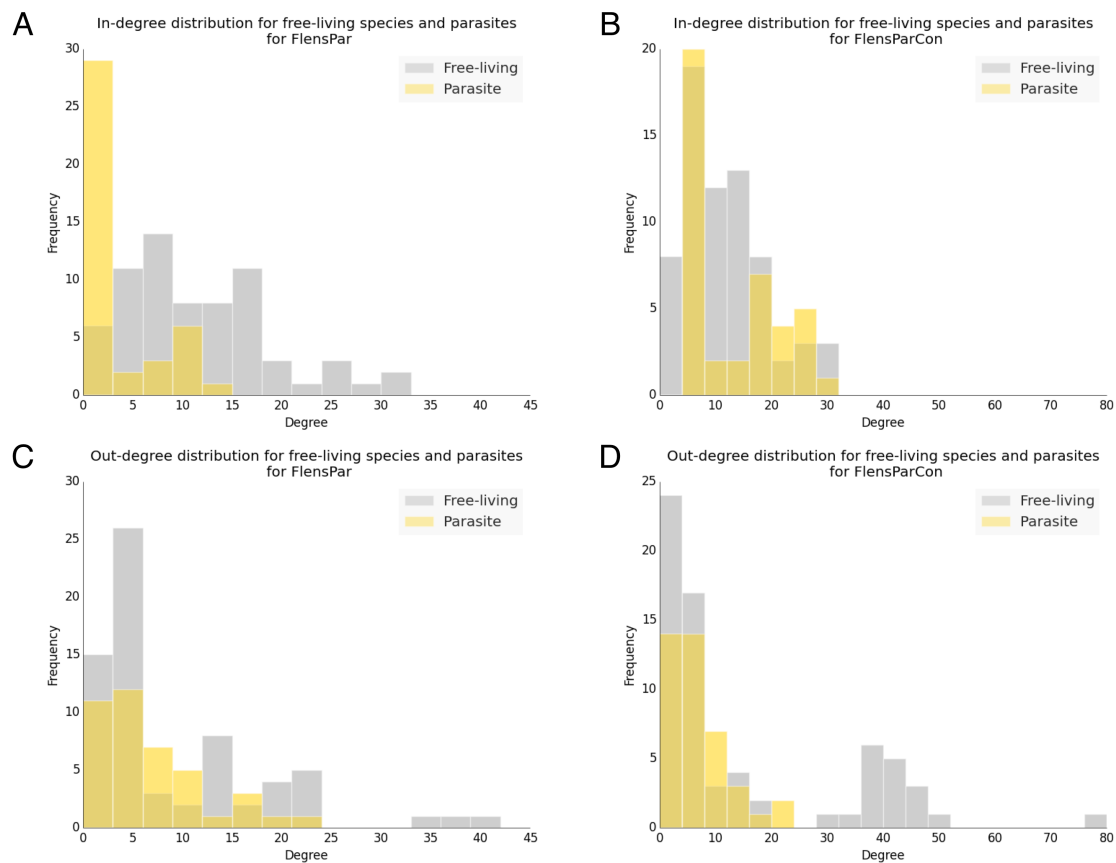 A
In-degree distribution for free-living species and parasites
for FlensPar
30
25
20
15
10
5
0
Frequency
Free-living
Parasite
0 5 10 15 20 25 30 35 40 45
Degree
B
In-degree distribution for free-living species and parasites
for FlensParCon
20
15
10
5
0
Frequency
Free-living
Parasite
0 10 20 30 40 50 60 70 80
Degree
C
Out-degree distribution for free-living species and parasites
for FlensPar
30
25
20
15
10
5
0
Frequency
Free-living
Parasite
0 5 10 15 20 25 30 35 40 45
Degree
D
Out-degree distribution for free-living species and parasites
for FlensParCon
25
20
15
10
5
0
Frequency
Free-living
Parasite
0 10 20 30 40 50 60 70 80
Degree